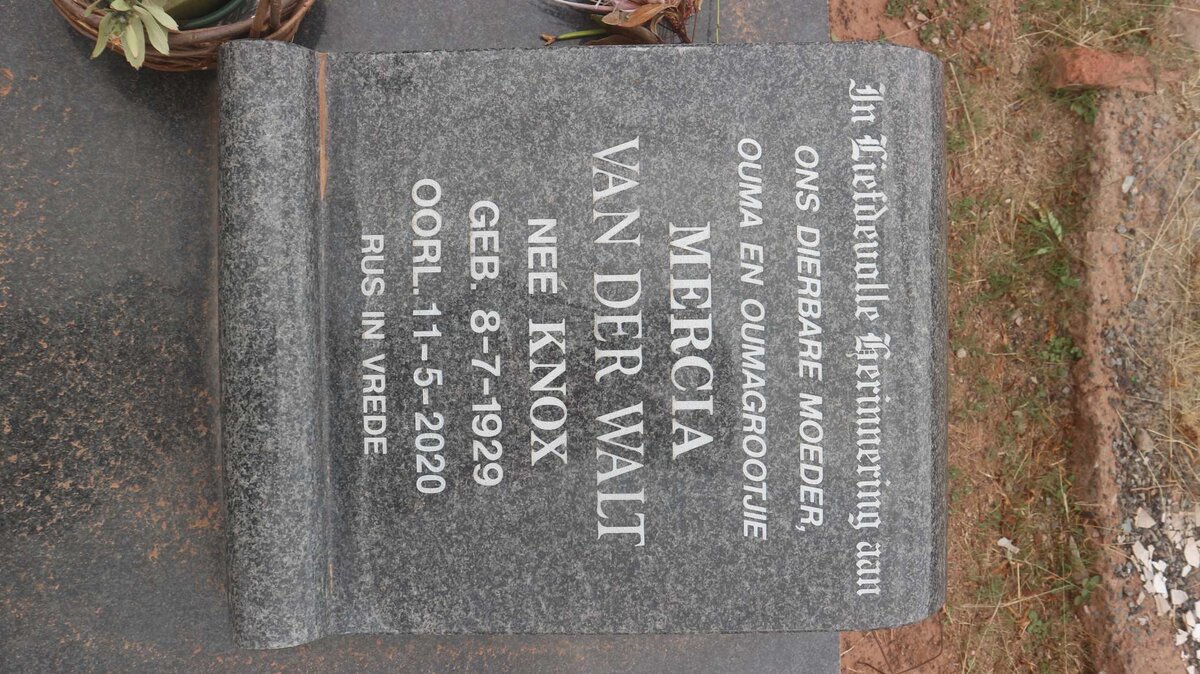 In Liefdevolle Herinnering aan
ONS DIERBARE MOEDER,
OUMA EN OUMAGROOTJIE
MERCIA
VAN DER WALT
NEÉ KNOX
GEB. 8-7-1929
OORL. 11-5-2020
RUS IN VREDE